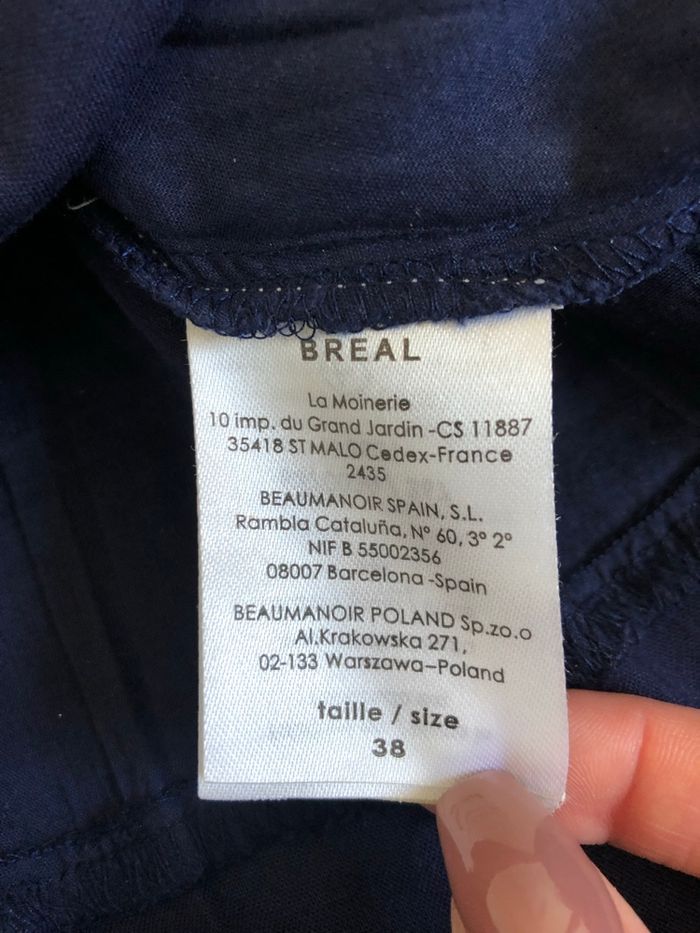 BREAL
La Moinerie
10 imp. du Grand Jardin -CS 11887
35418 ST MALO Cedex-France
2435
BEAUMANOIR SPAIN, S.L.
Rambla Cataluña, Nº 60, 3º 2º
NIF B 55002356
08007 Barcelona -Spain
BEAUMANOIR POLAND Sp.zo.o
Al.Krakowska 271,
02-133 Warszawa–Poland
taille / size
38